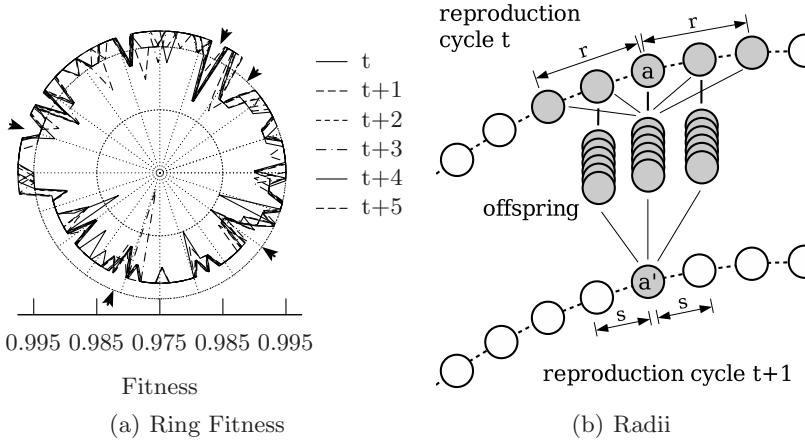 t
t+1
t+2
t+3
t+4
t+5
0.995 0.985 0.975 0.985 0.995
Fitness
(a) Ring Fitness
reproduction
cycle t
r
r
a
offspring
a'
s
s
reproduction cycle t+1
(b) Radii